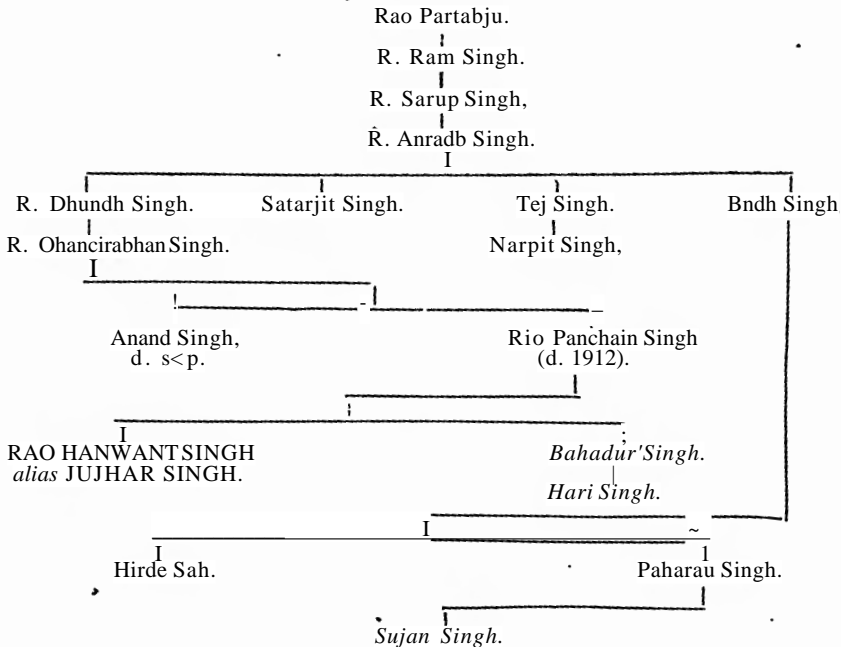 Rao Partabju.
R. Ram Singh.
R. Sarup Singh,
R. Anradb Singh.
R. Dhundh Singh. Satarjit Singh. Tej Singh. Bndh Singh
R. Ohancirabhan Singh. Narpit Singh,
Anand Singh, Rio Panchain Singh
d. s<p. (d. 1912).
RAO HANWANT SINGH Bahadur'Singh.
alias JUJHAR SINGH.
Hari Singh.
Hirde Sah. Paharau Singh.
Sujan Singh.